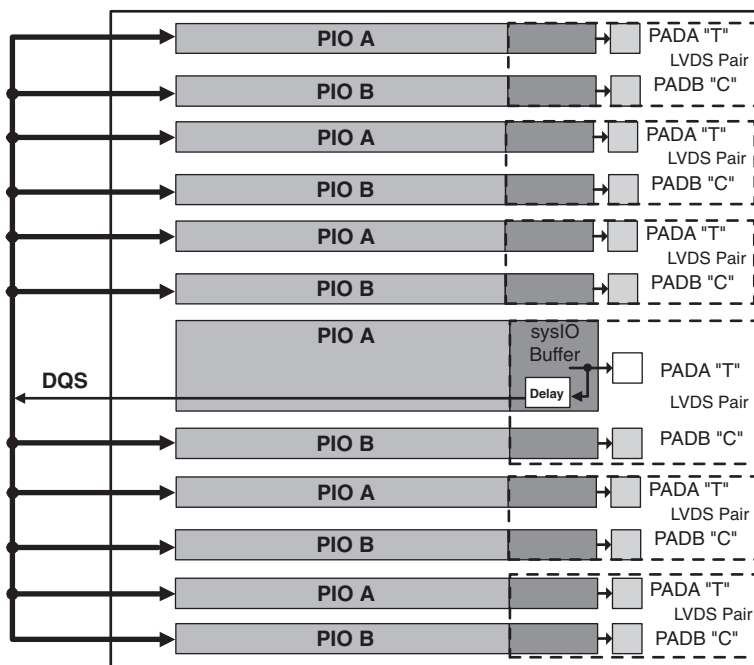 PIO A
PADA "T"
LVDS Pair
PIO B
PADB "C"
PIO A
PADA "T"
LVDS Pair
PIO B
PADB "C"
PIO A
PADA "T"
LVDS Pair
PIO B
PADB "C"
PIO A
sysIO
Buffer
PADA "T"
DQS
Delay
LVDS Pair
PIO B
PADB "C"
PIO A
PADA "T"
LVDS Pair
PIO B
PADB "C"
PIO A
PADA "T"
LVDS Pair
PIO B
PADB "C"